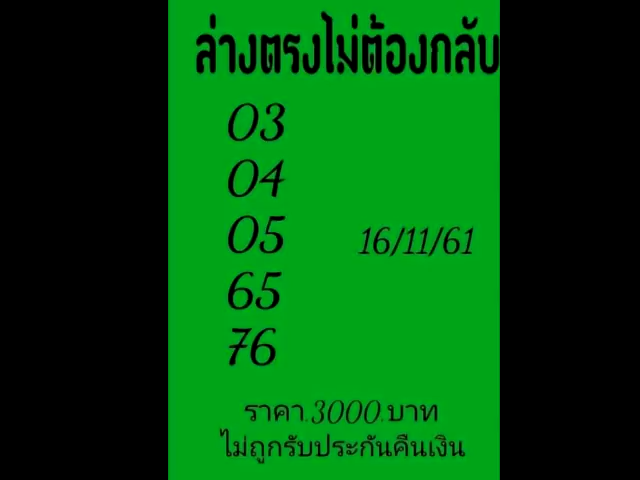 ล่างตรงไม่ต้องกลับ
03
04
05
16/11/61
65
76
ราคา.3000.บาท
ไม่ถูกรับประกันคืนเงิน